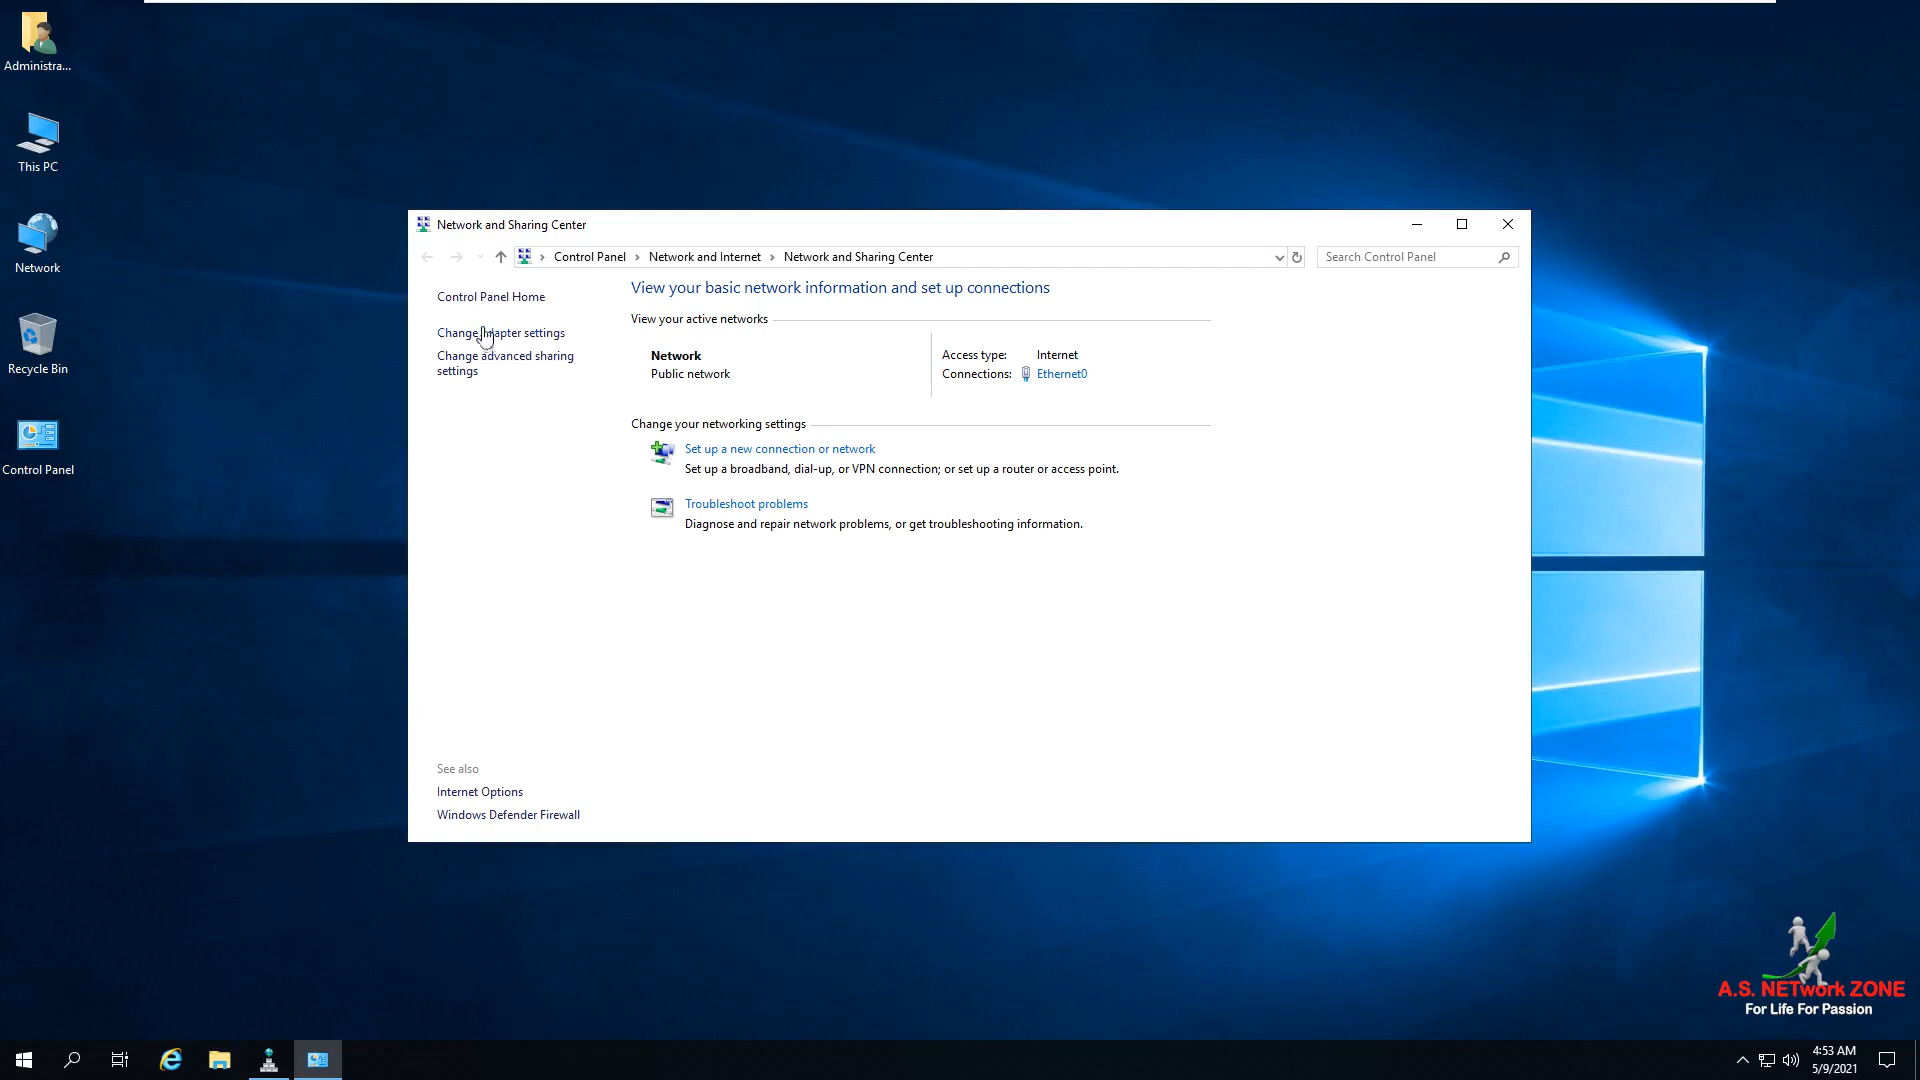 Administra...
This PC
Network
Recycle Bin
Control Panel
Network and Sharing Center
Control Panel > Network and Internet > Network and Sharing Center
Search Control Panel
Control Panel Home
Change adapter settings
Change advanced sharing
settings
See also
Internet Options
Windows Defender Firewall
View your basic network information and set up connections
View your active networks
Network
Public network
Access type: Internet
Connections: Ethernet0
Change your networking settings
Set up a new connection or network
Set up a broadband, dial-up, or VPN connection; or set up a router or access point.
Troubleshoot problems
Diagnose and repair network problems, or get troubleshooting information.
A.S. NETwork ZONE
For Life For Passion
4:53 AM
5/9/2021